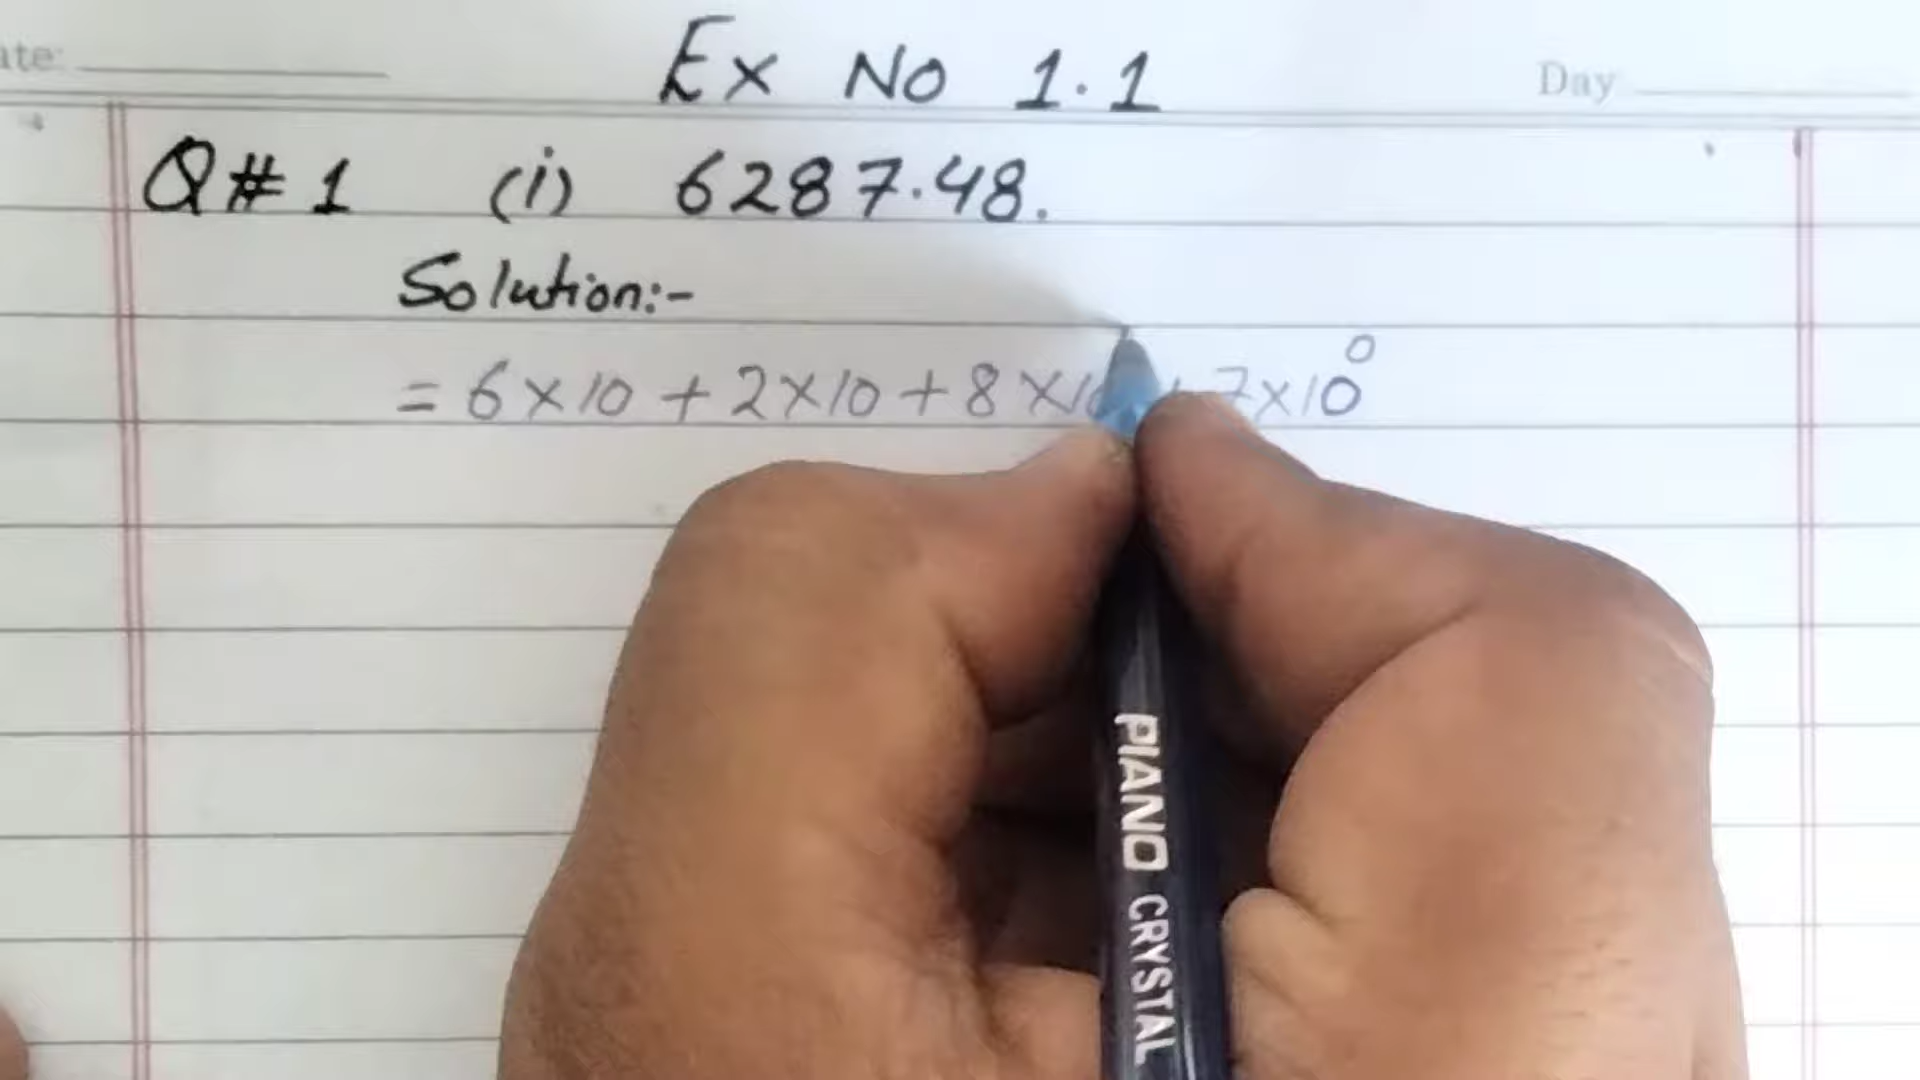 ate:
Ex No 1.1
Day
Q# 1 (i) 6287.48.
Solution:-
= 6×10 + 2×10 + 8×10 + 7×10⁰
PIANO CRYSTAL